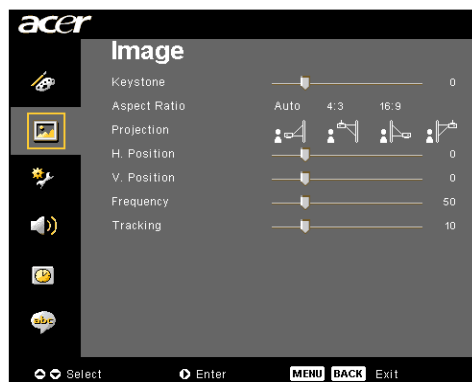 acer
Image
Keystone 0
Aspect Ratio Auto 4:3 16:9
Projection
H. Position 0
V. Position 0
Frequency 50
Tracking 10
abc
Select Enter MENU BACK Exit